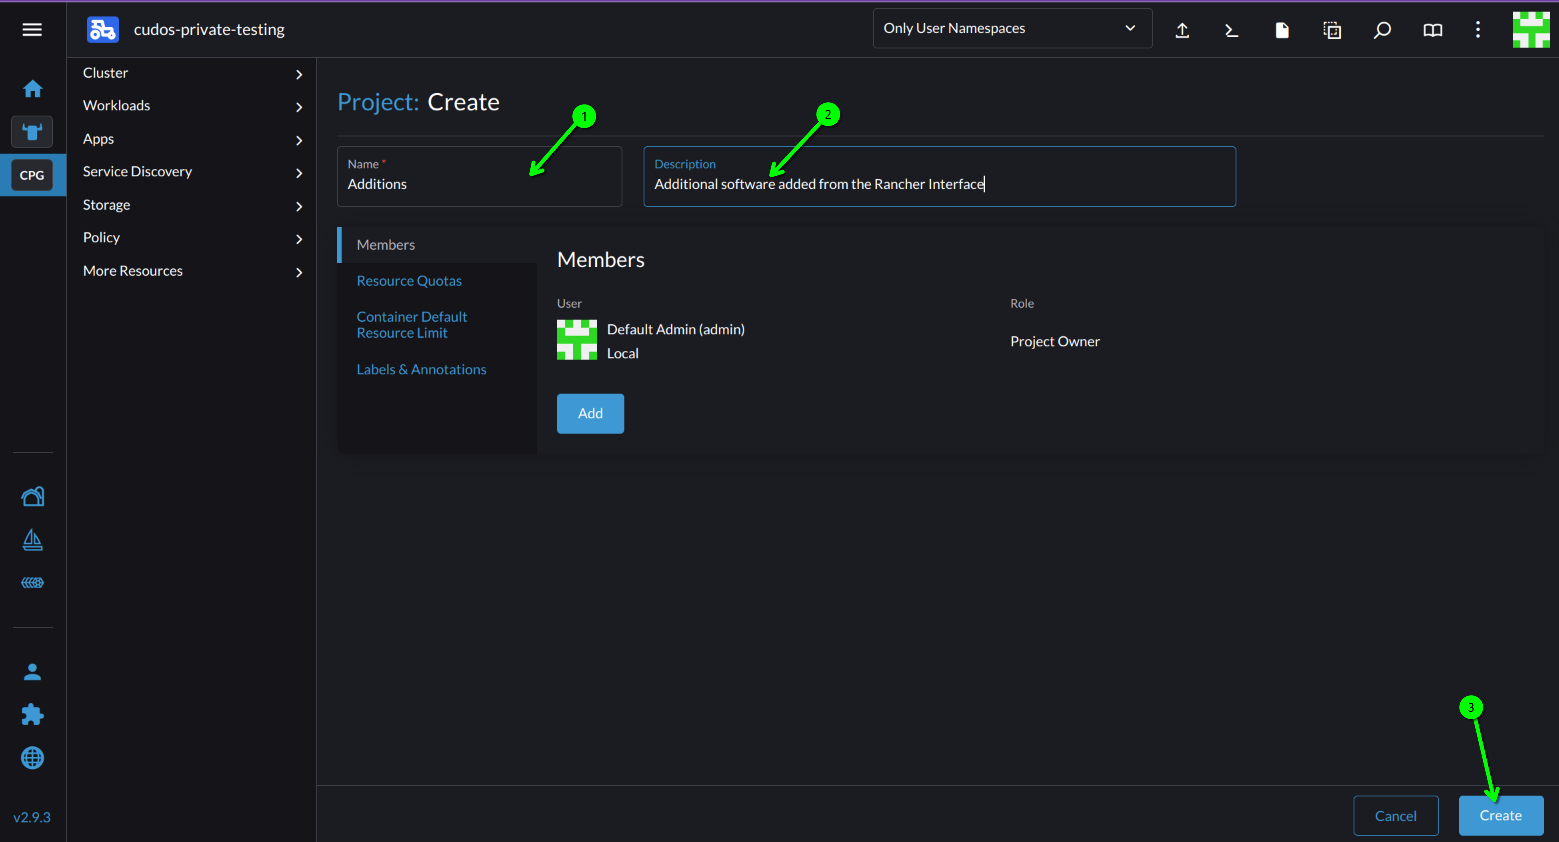 cudos-private-testing
Only User Namespaces
CPG
v2.9.3
Cluster
Workloads
Apps
Service Discovery
Storage
Policy
More Resources
Project: Create
1
2
Name *
Additions
Description
Additional software added from the Rancher Interface
Members
Resource Quotas
Container Default
Resource Limit
Labels & Annotations
Members
User
Role
Default Admin (admin)
Local
Project Owner
Add
3
Cancel
Create